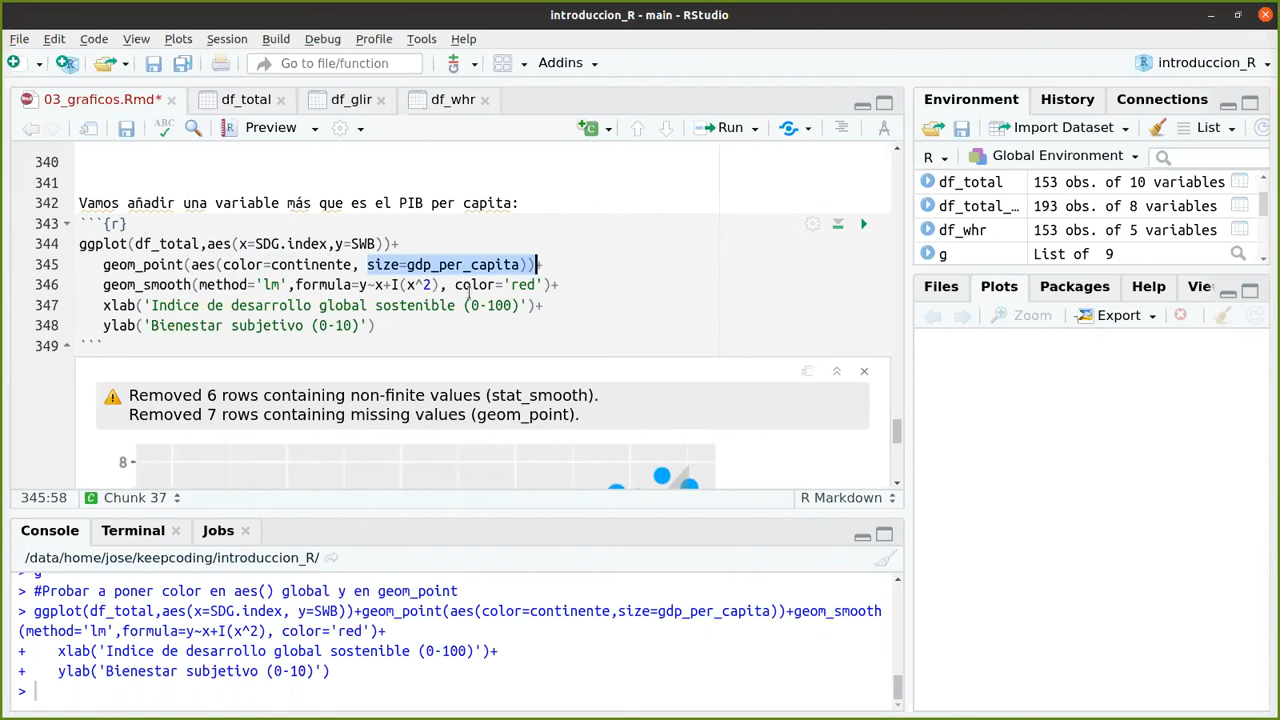 introduccion_R - main - RStudio
File Edit Code View Plots Session Build Debug Profile Tools Help
Go to file/function
Addins
introduccion_R
03_graficos.Rmd*
df_total
df_glir
df_whr
ABC
Preview
Run
340
341
342 Vamos añadir una variable más que es el PIB per capita:
343 ```{r}
344 ggplot(df_total,aes(x=SDG.index,y=SWB))+
345 geom_point(aes(color=continente, size=gdp_per_capita))+
346 geom_smooth(method='lm',formula=y~x+I(x^2), color='red')+
347 xlab('Indice de desarrollo global sostenible (0-100)')+
348 ylab('Bienestar subjetivo (0-10)')
349 ```
Removed 6 rows containing non-finite values (stat_smooth).
Removed 7 rows containing missing values (geom_point).
8
345:58
Chunk 37
R Markdown
Console Terminal Jobs
/data/home/jose/keepcoding/introduccion_R/
> g
> #Probar a poner color en aes() global y en geom_point
> ggplot(df_total,aes(x=SDG.index, y=SWB))+geom_point(aes(color=continente,size=gdp_per_capita))+geom_smooth
(method='lm',formula=y~x+I(x^2), color='red')+
+ xlab('Indice de desarrollo global sostenible (0-100)')+
+ ylab('Bienestar subjetivo (0-10)')
>
Environment History Connections
Import Dataset
List
R
Global Environment
df_total 153 obs. of 10 variables
df_total_… 193 obs. of 8 variables
df_whr 153 obs. of 5 variables
g List of 9
Files Plots Packages Help Vi
Zoom
Export